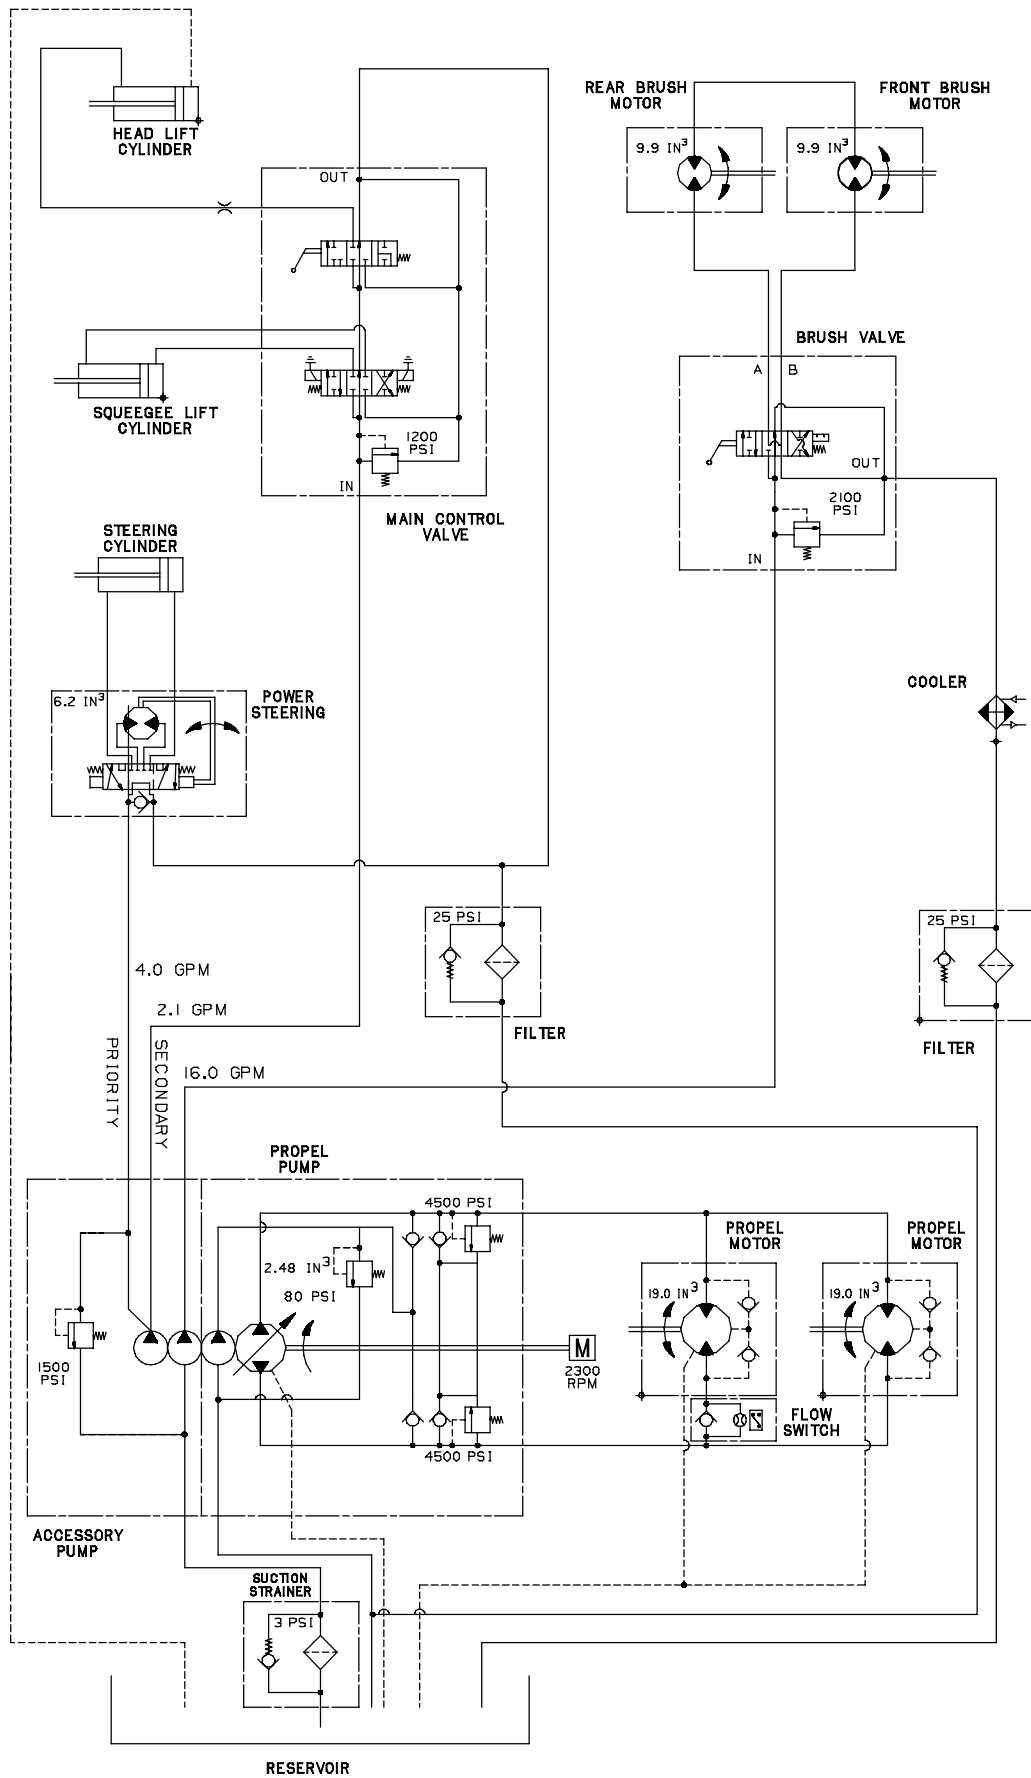 REAR BRUSH
MOTOR
FRONT BRUSH
MOTOR
HEAD LIFT
CYLINDER
9.9 IN3
9.9 IN3
OUT
BRUSH VALVE
A
B
SQUEEGEE LIFT
CYLINDER
1200
PSI
OUT
IN
2100
PSI
MAIN CONTROL
VALVE
STEERING
CYLINDER
IN
COOLER
6.2 IN3
POWER
STEERING
25 PSI
25 PSI
4.0 GPM
2.1 GPM
FILTER
FILTER
PRIORITY
SECONDARY
16.0 GPM
PROPEL
PUMP
4500 PSI
PROPEL
MOTOR
PROPEL
MOTOR
2.48 IN3
80 PSI
19.0 IN3
19.0 IN3
M
1500
PSI
2300
RPM
FLOW
SWITCH
4500 PSI
ACCESSORY
PUMP
SUCTION
STRAINER
3 PSI
RESERVOIR